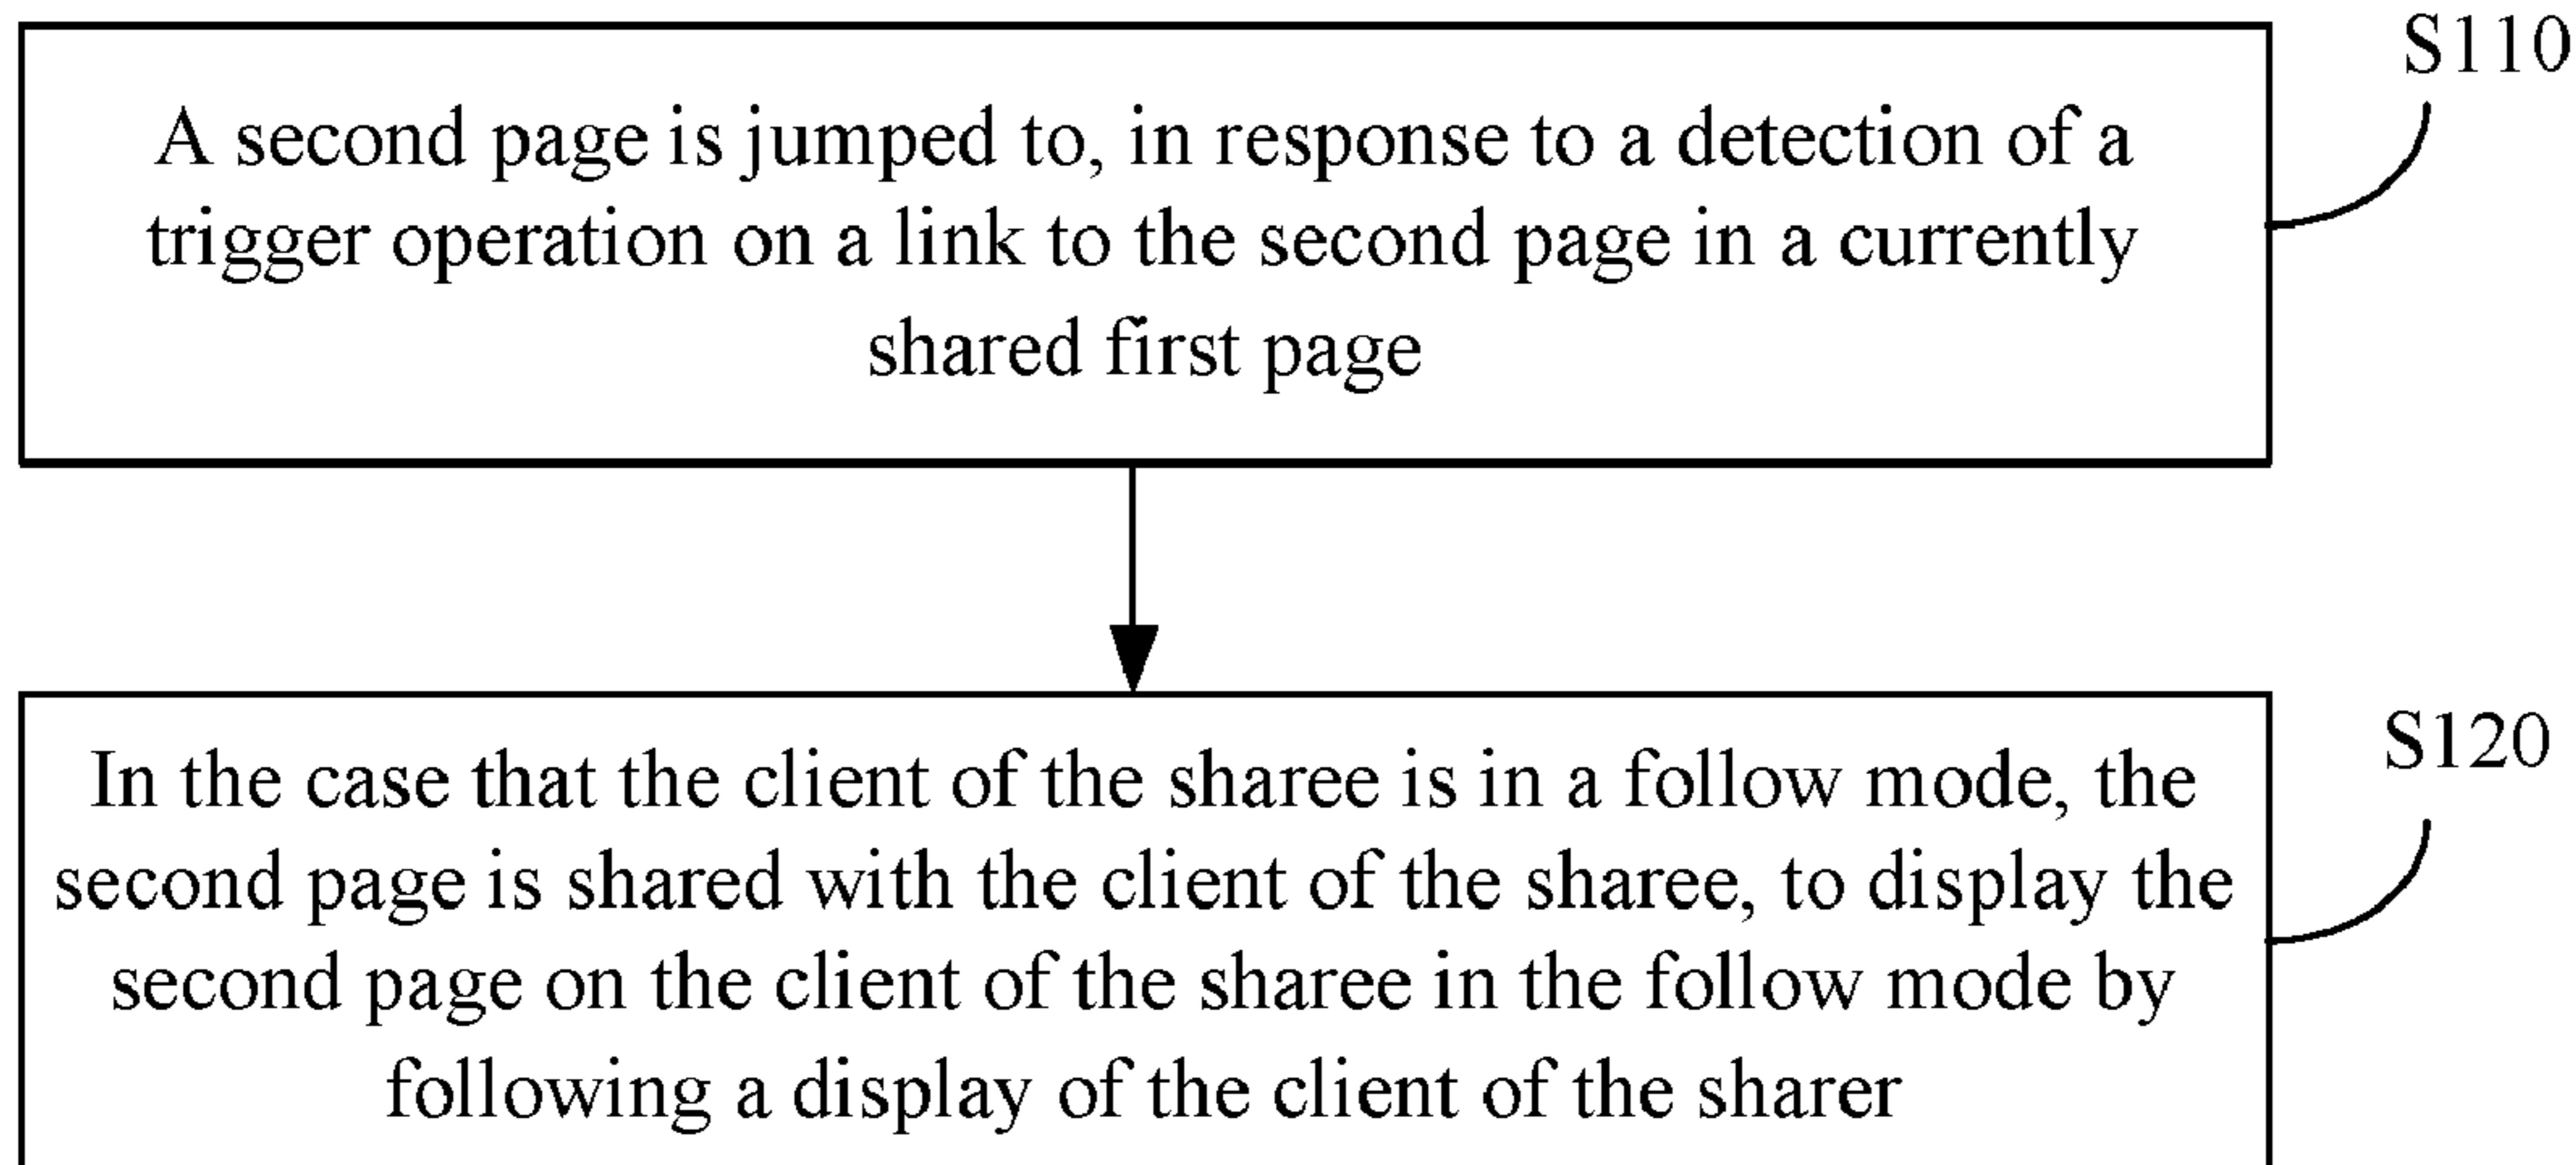 S110
A second page is jumped to, in response to a detection of a
trigger operation on a link to the second page in a currently
shared first page
S120
In the case that the client of the sharee is in a follow mode, the
second page is shared with the client of the sharee, to display the
second page on the client of the sharee in the follow mode by
following a display of the client of the sharer